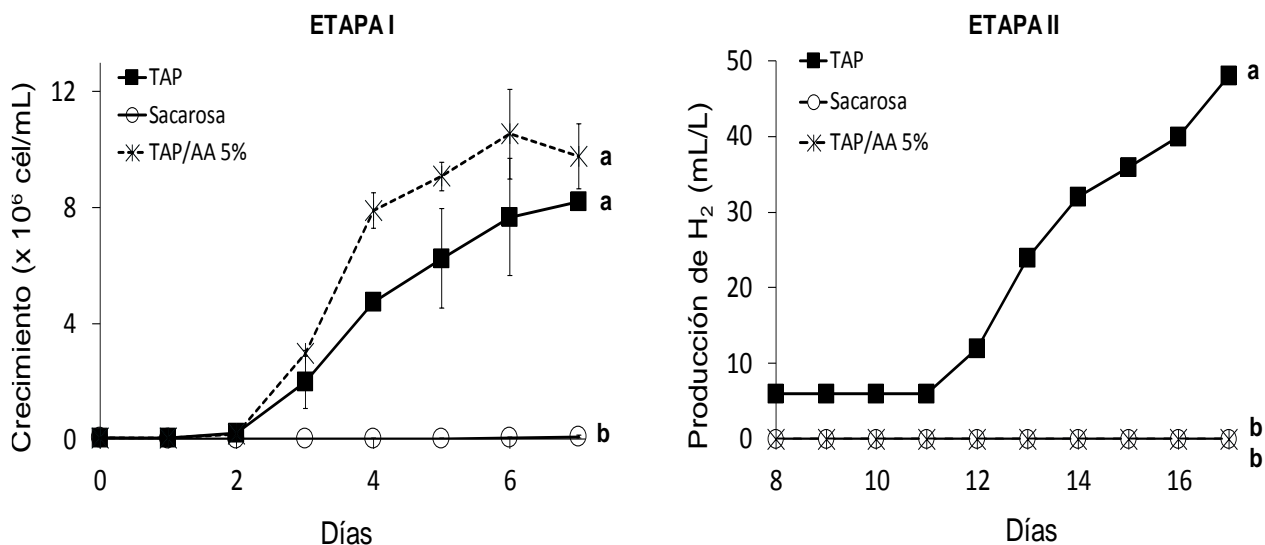 ETAPA I
TAP
Sacarosa
TAP/AA 5%
Crecimiento (x 10⁶ cél/mL)
12
8
4
0
a
a
b
0
2
4
6
Días
ETAPA II
TAP
Sacarosa
TAP/AA 5%
Producción de H₂ (mL/L)
50
40
30
20
10
0
a
b
b
8
10
12
14
16
Días